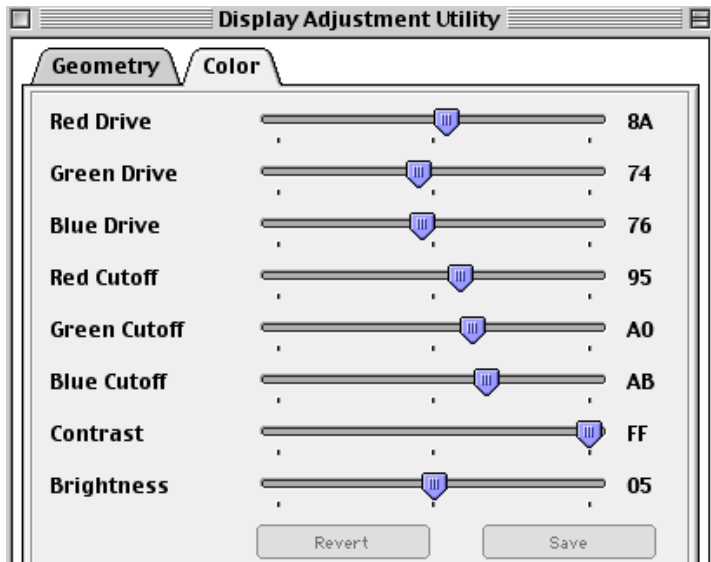 Display Adjustment Utility
Geometry Color
Red Drive 8A
Green Drive 74
Blue Drive 76
Red Cutoff 95
Green Cutoff A0
Blue Cutoff AB
Contrast FF
Brightness 05
Revert Save